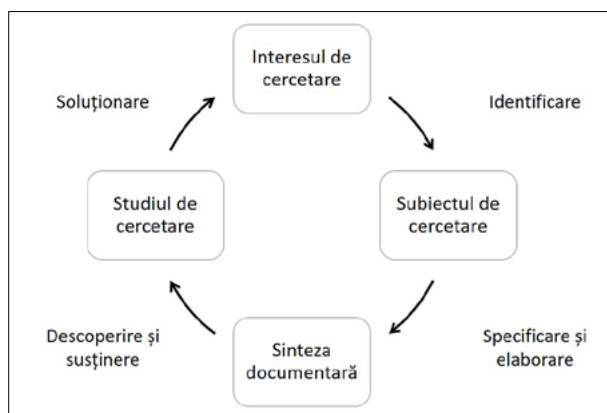 Interesul de
cercetare
Soluționare
Identificare
Studiul de
cercetare
Subiectul de
cercetare
Descoperire și
susținere
Sinteza
documentară
Specificare și
elaborare